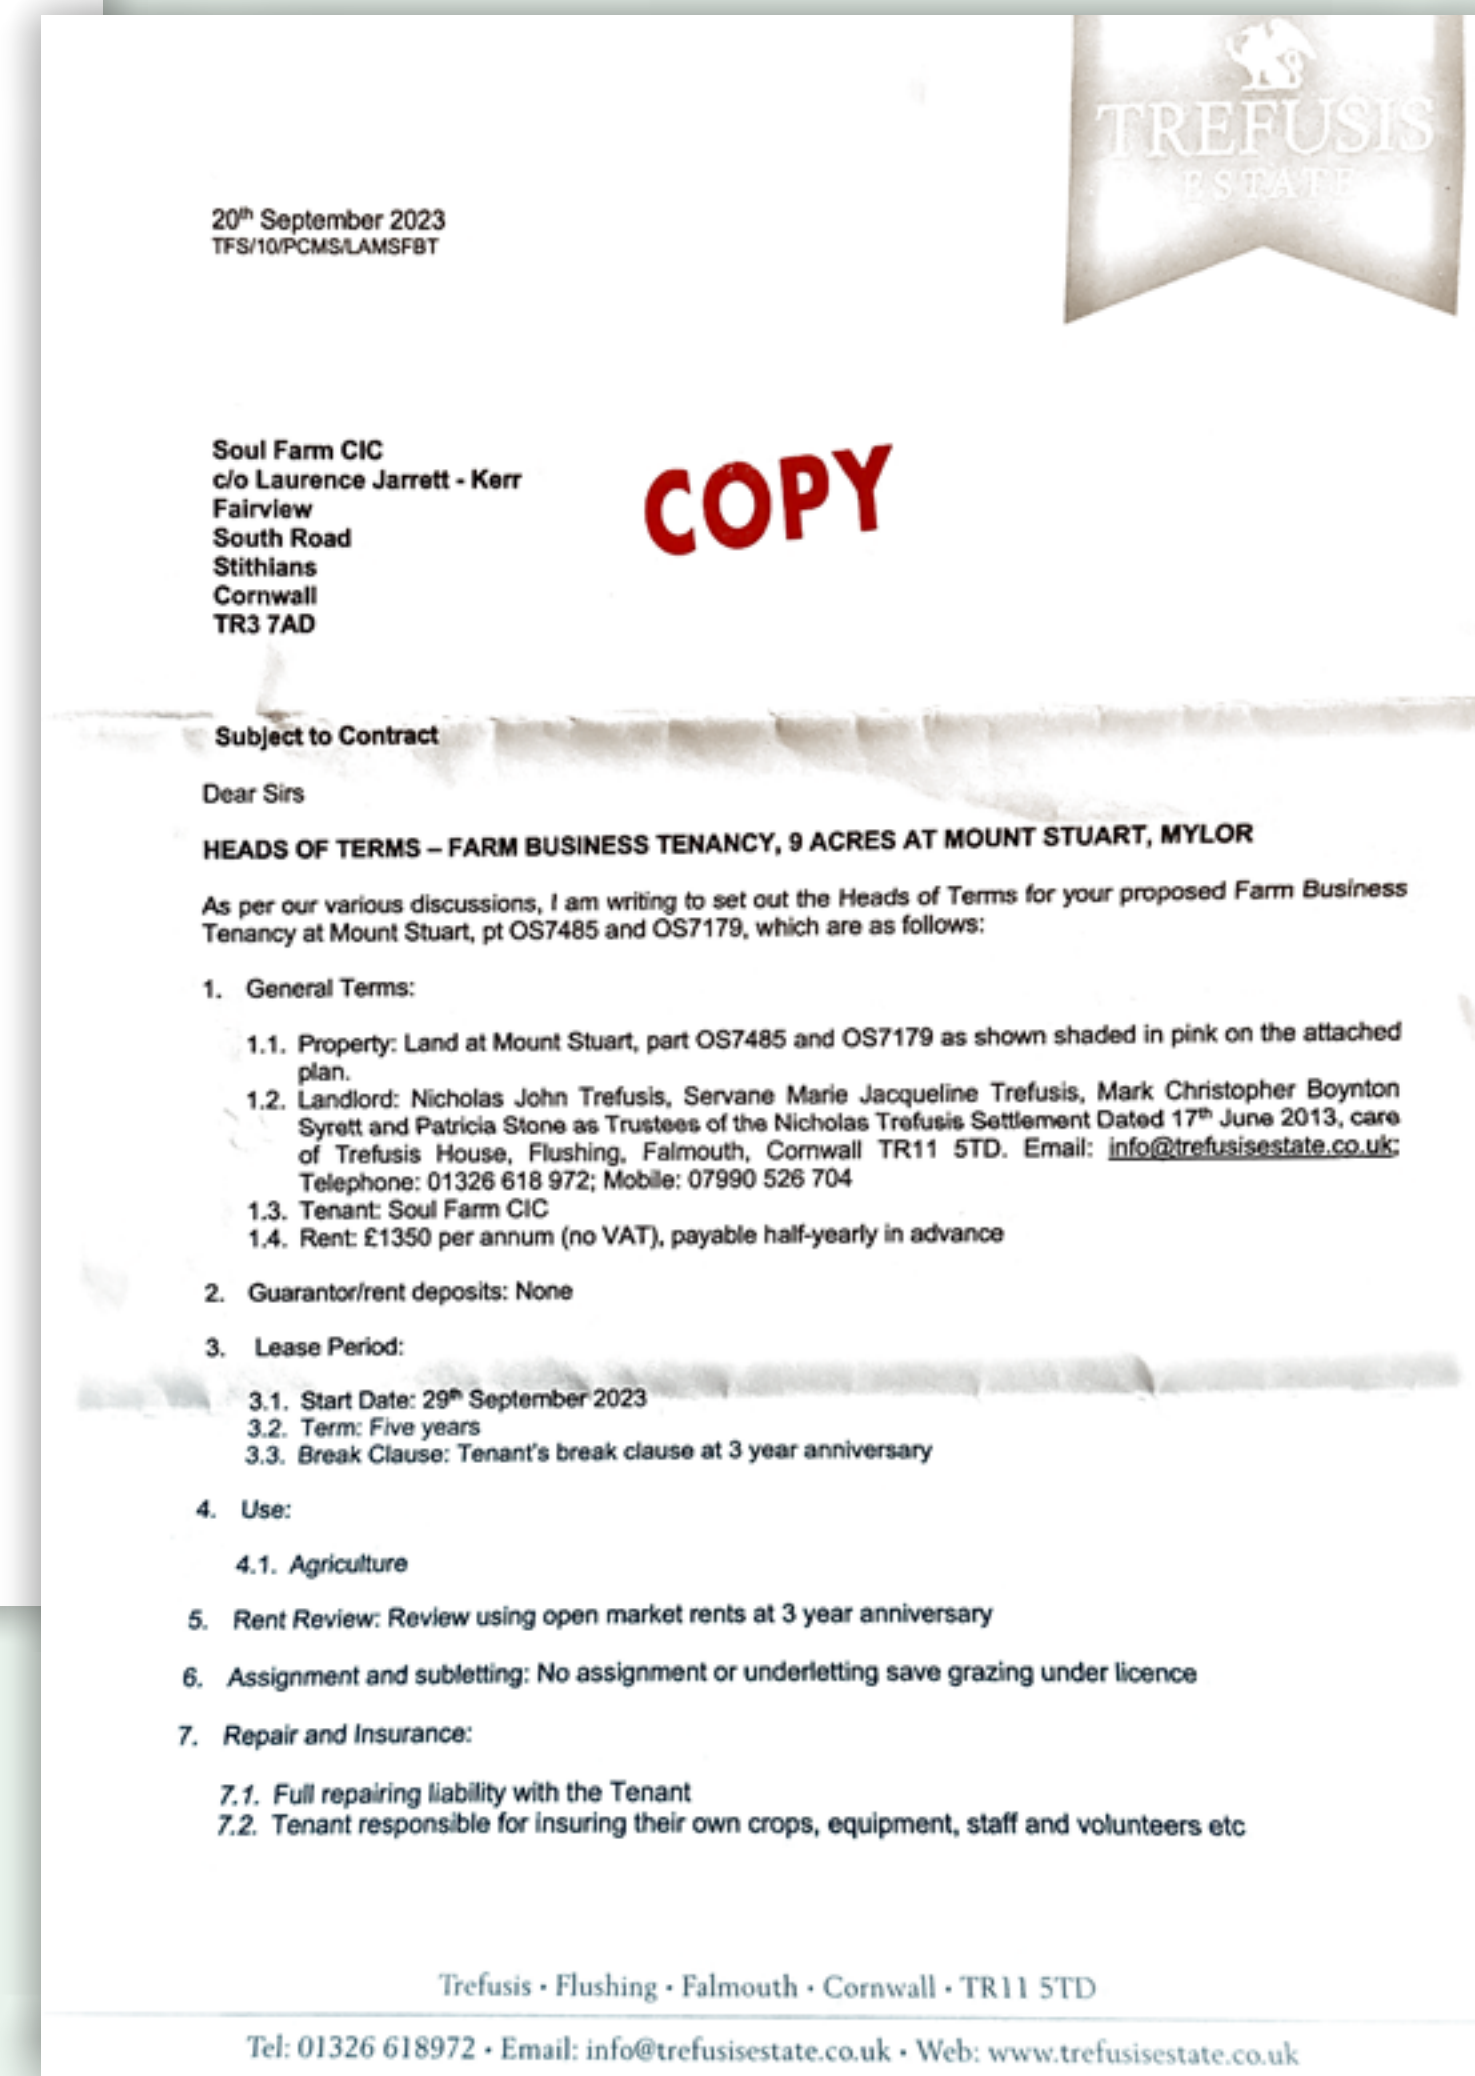 TREFUSIS
ESTATE
20th September 2023
TFS/10/PCMS/LAMSFBT
Soul Farm CIC
c/o Laurence Jarrett - Kerr
Fairview
South Road
Stithians
Cornwall
TR3 7AD
COPY
Subject to Contract
Dear Sirs
HEADS OF TERMS – FARM BUSINESS TENANCY, 9 ACRES AT MOUNT STUART, MYLOR
As per our various discussions, I am writing to set out the Heads of Terms for your proposed Farm Business
Tenancy at Mount Stuart, pt OS7485 and OS7179, which are as follows:
1. General Terms:
1.1. Property: Land at Mount Stuart, part OS7485 and OS7179 as shown shaded in pink on the attached
plan.
1.2. Landlord: Nicholas John Trefusis, Servane Marie Jacqueline Trefusis, Mark Christopher Boynton
Syrett and Patricia Stone as Trustees of the Nicholas Trefusis Settlement Dated 17th June 2013, care
of Trefusis House, Flushing, Falmouth, Cornwall TR11 5TD. Email: info@trefusisestate.co.uk;
Telephone: 01326 618 972; Mobile: 07990 526 704
1.3. Tenant: Soul Farm CIC
1.4. Rent: £1350 per annum (no VAT), payable half-yearly in advance
2. Guarantor/rent deposits: None
3. Lease Period:
3.1. Start Date: 29th September 2023
3.2. Term: Five years
3.3. Break Clause: Tenant's break clause at 3 year anniversary
4. Use:
4.1. Agriculture
5. Rent Review: Review using open market rents at 3 year anniversary
6. Assignment and subletting: No assignment or underletting save grazing under licence
7. Repair and Insurance:
7.1. Full repairing liability with the Tenant
7.2. Tenant responsible for insuring their own crops, equipment, staff and volunteers etc
Trefusis • Flushing • Falmouth • Cornwall • TR11 5TD
Tel: 01326 618972 • Email: info@trefusisestate.co.uk • Web: www.trefusisestate.co.uk